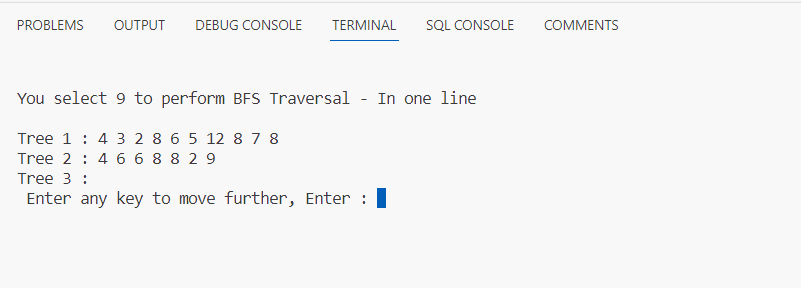 PROBLEMS OUTPUT DEBUG CONSOLE TERMINAL SQL CONSOLE COMMENTS
You select 9 to perform BFS Traversal - In one line
Tree 1 : 4 3 2 8 6 5 12 8 7 8
Tree 2 : 4 6 6 8 8 2 9
Tree 3 :
Enter any key to move further, Enter :